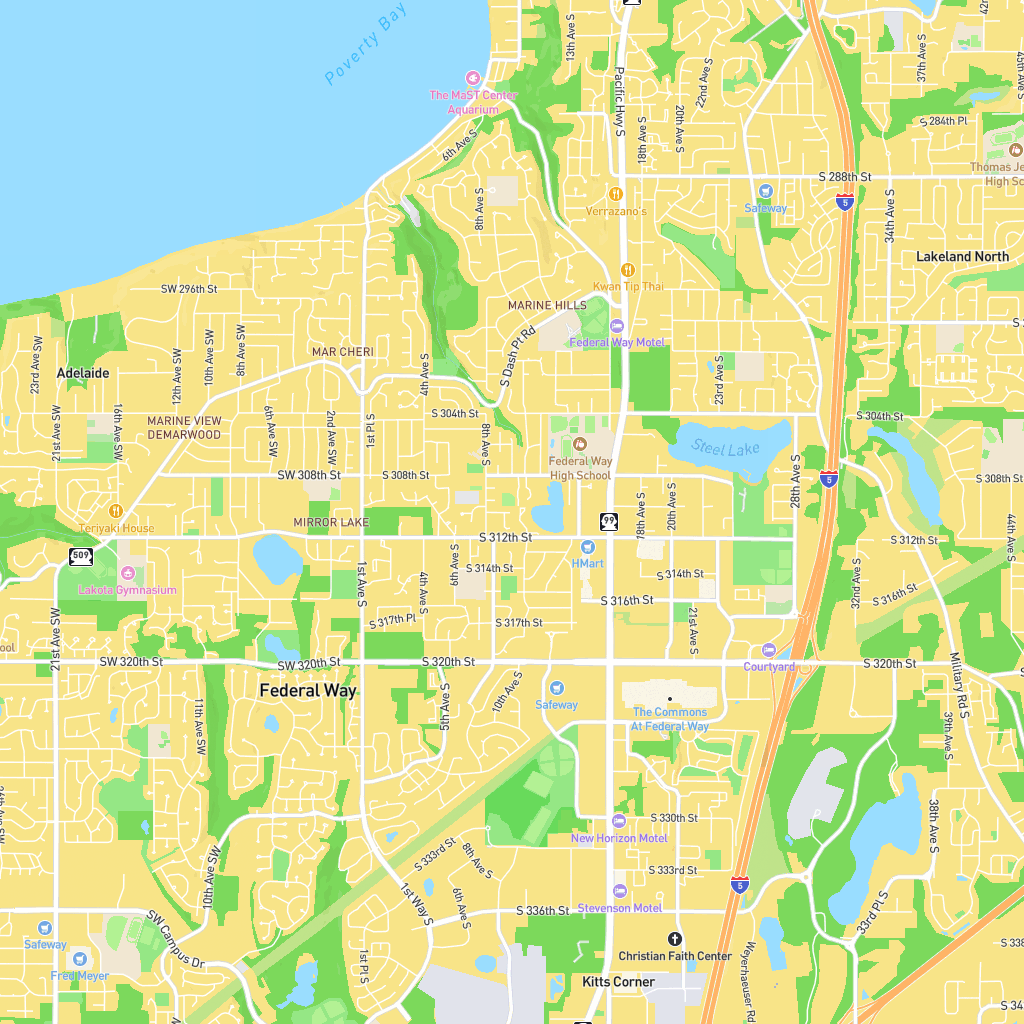 Poverty Bay
13th Ave S
Pacific Hwy S
22nd Ave S
37th Ave S
The MaST Center
Aquarium
6th Ave S
18th Ave S
20th Ave S
S 284th Pl
Thomas Je
High Sc
S 288th St
Safeway
5
34th Ave S
8th Ave S
Verrazano's
Lakeland North
Kwan Tip Thai
SW 296th St
MARINE HILLS
Federal Way Motel
S Dash Pt Rd
23rd Ave SW
10th Ave SW
8th Ave SW
12th Ave SW
MAR CHERI
4th Ave S
23rd Ave S
Adelaide
21st Ave SW
16th Ave SW
MARINE VIEW
DEMARWOOD
6th Ave SW
2nd Ave SW
1st Pl S
S 304th St
8th Ave S
S 304th St
Steel Lake
Federal Way
High School
SW 308th St
S 308th St
28th Ave S
5
S 308th St
18th Ave S
20th Ave S
Teriyaki House
MIRROR LAKE
99
44th Ave S
509
S 312th St
HMart
S 312th St
Lakota Gymnasium
1st Ave S
4th Ave S
6th Ave S
S 314th St
S 314th St
32nd Ave S
S 316th St
S 316th St
21st Ave SW
S 317th Pl
S 317th St
21st Ave S
ool
SW 320th St
SW 320th St
S 320th St
Courtyard
S 320th St
Military Rd S
Federal Way
11th Ave SW
5th Ave S
10th Ave S
Safeway
The Commons
At Federal Way
39th Ave S
S 330th St
38th Ave S
New Horizon Motel
S 333rd St
8th Ave S
10th Ave SW
1st Way S
6th Ave S
S 333rd St
5
Stevenson Motel
33rd Pl S
S 336th St
SW Campus Dr
Safeway
Fred Meyer
1st Pl S
Christian Faith Center
Kitts Corner
Weyerhaeuser Rd
S 338
S 34